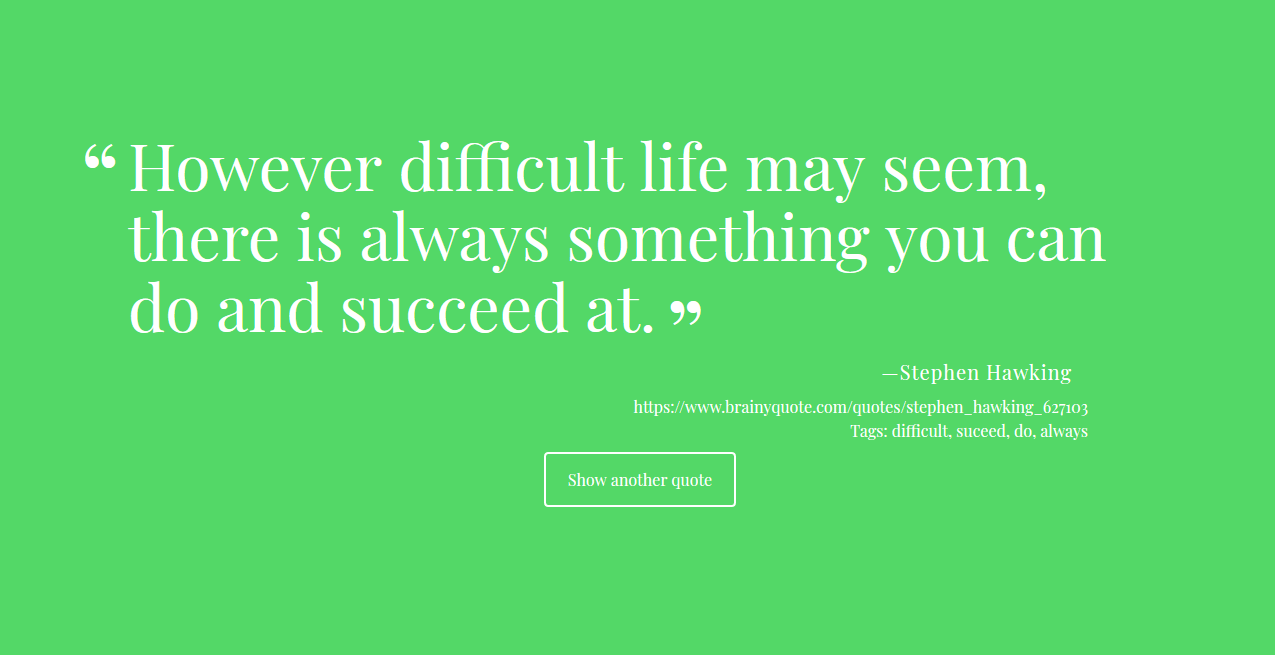 “ However difficult life may seem,
there is always something you can
do and succeed at. ”
—Stephen Hawking
https://www.brainyquote.com/quotes/stephen_hawking_627103
Tags: difficult, suceed, do, always
Show another quote